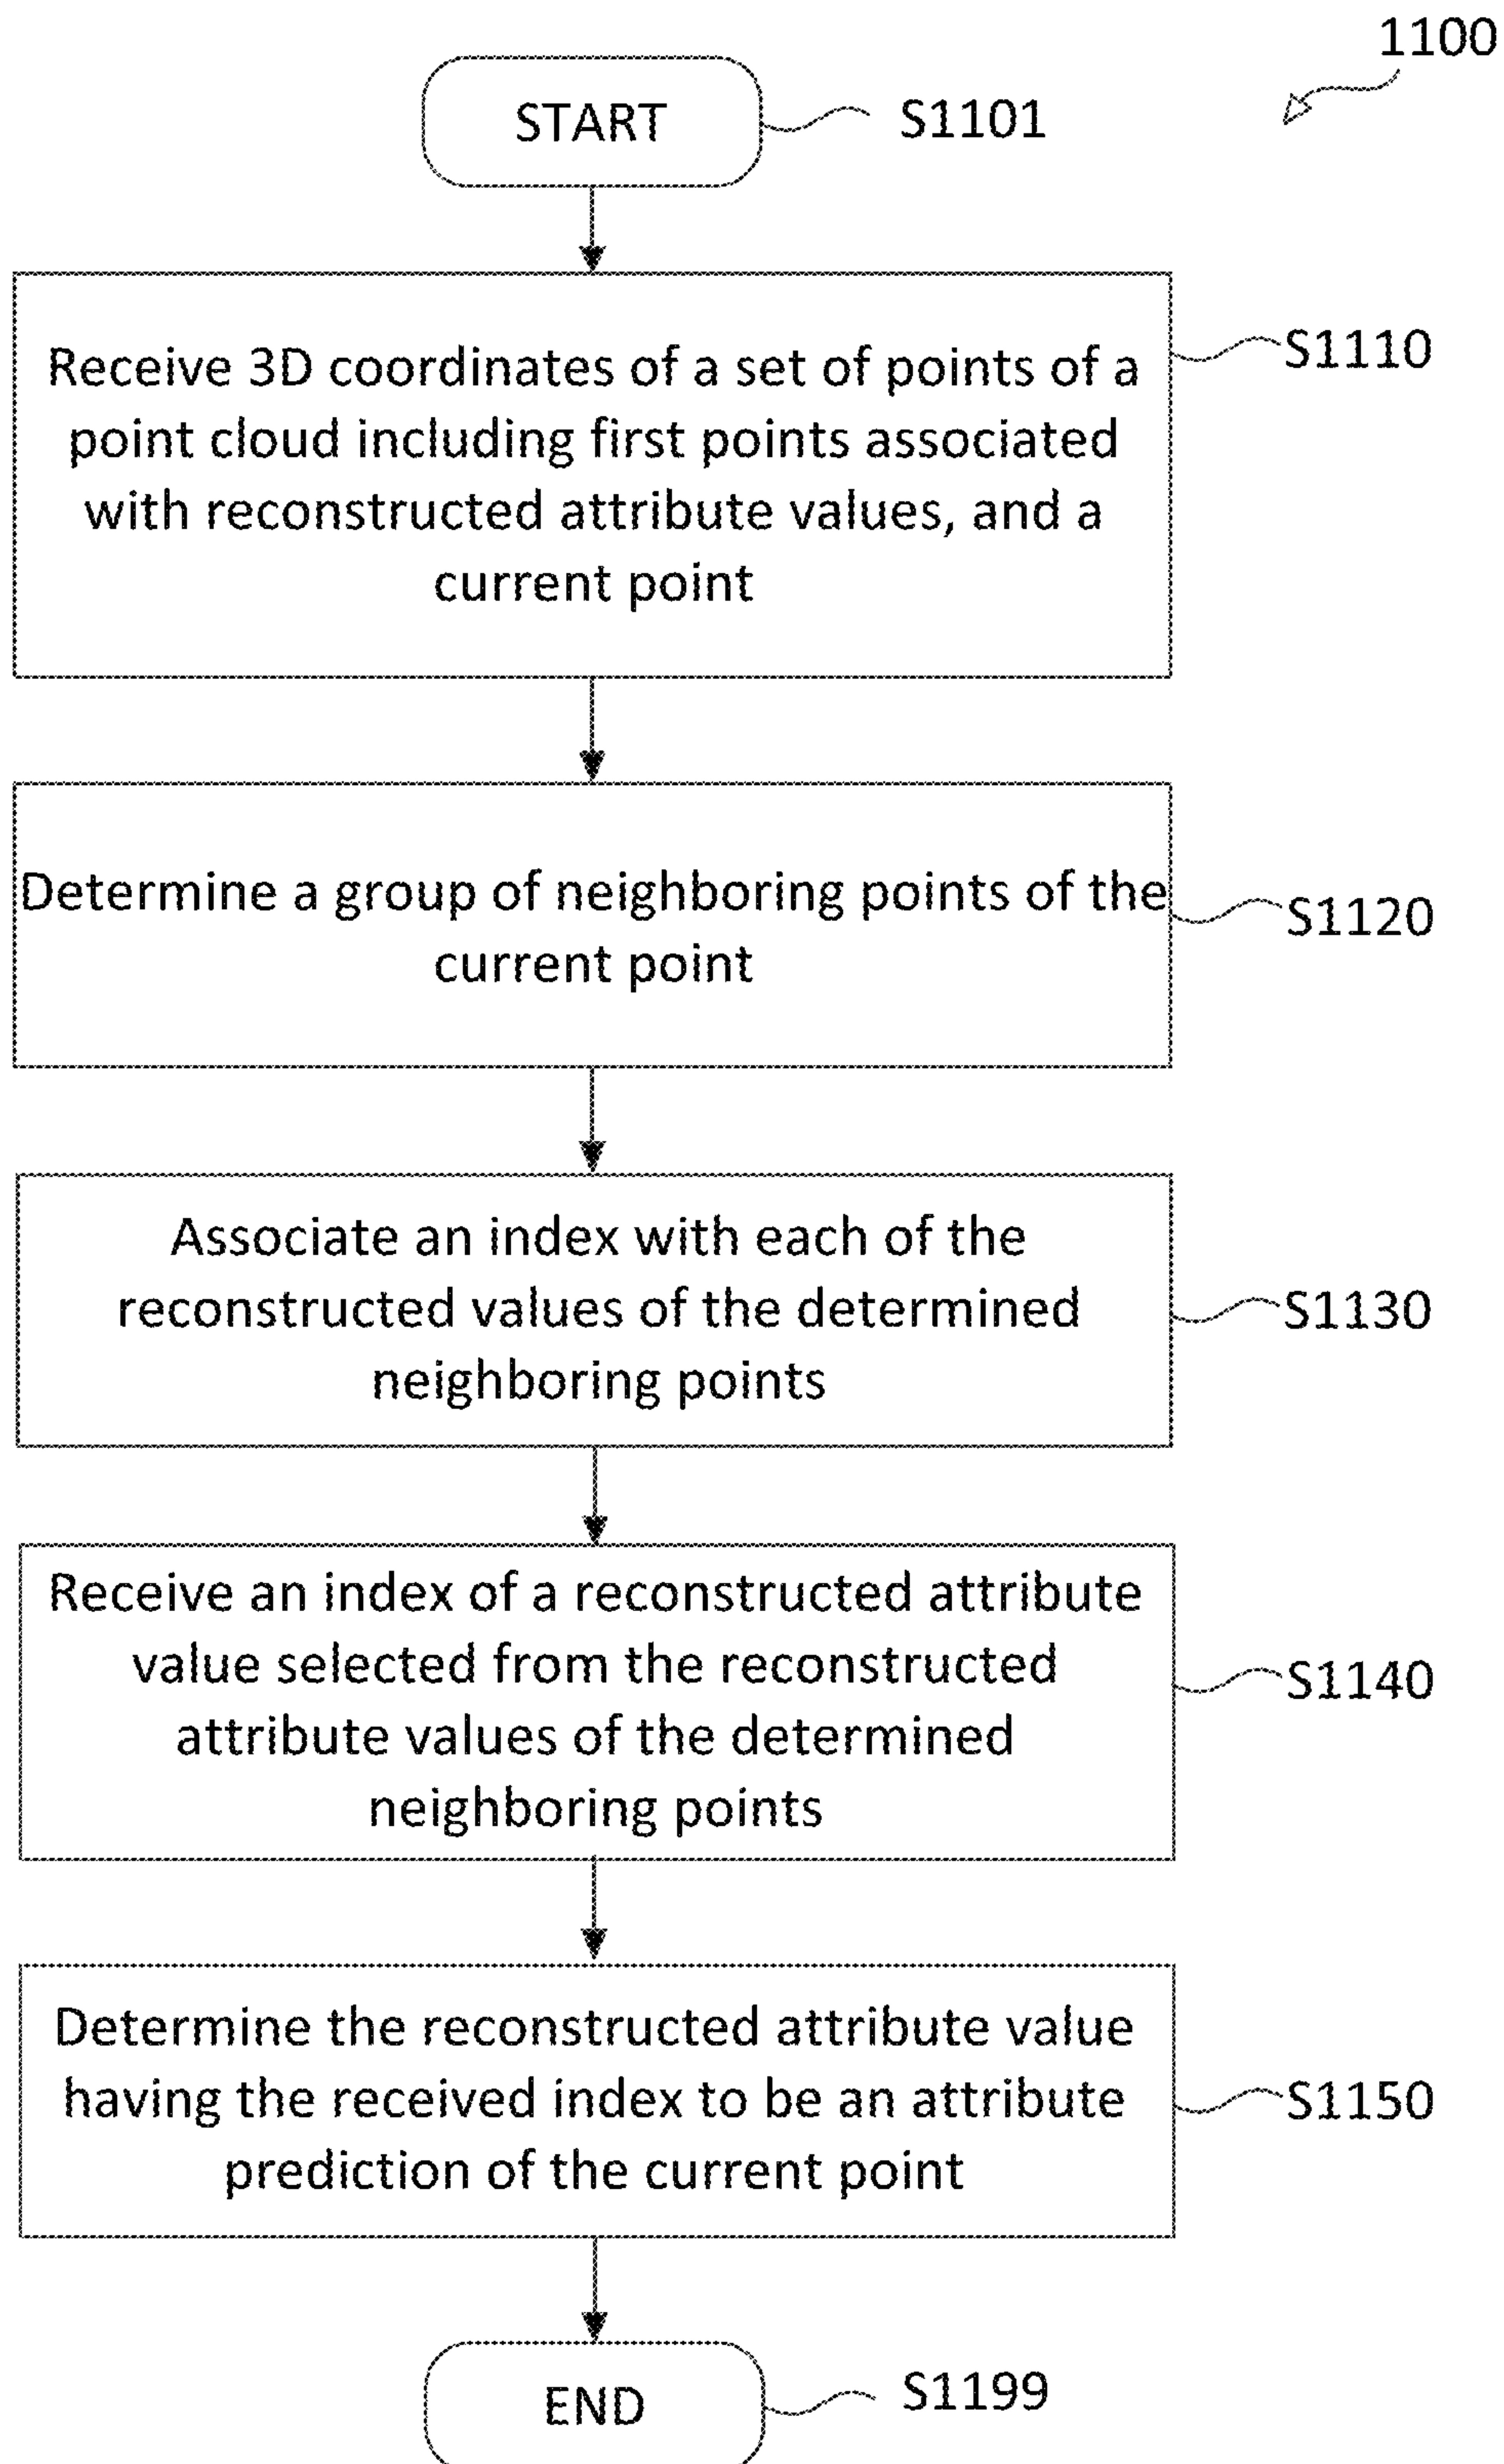 1100
START
S1101
Receive 3D coordinates of a set of points of a
point cloud including first points associated
with reconstructed attribute values, and a
current point
S1110
Determine a group of neighboring points of the
current point
S1120
Associate an index with each of the
reconstructed values of the determined
neighboring points
S1130
Receive an index of a reconstructed attribute
value selected from the reconstructed
attribute values of the determined
neighboring points
S1140
Determine the reconstructed attribute value
having the received index to be an attribute
prediction of the current point
S1150
END
S1199